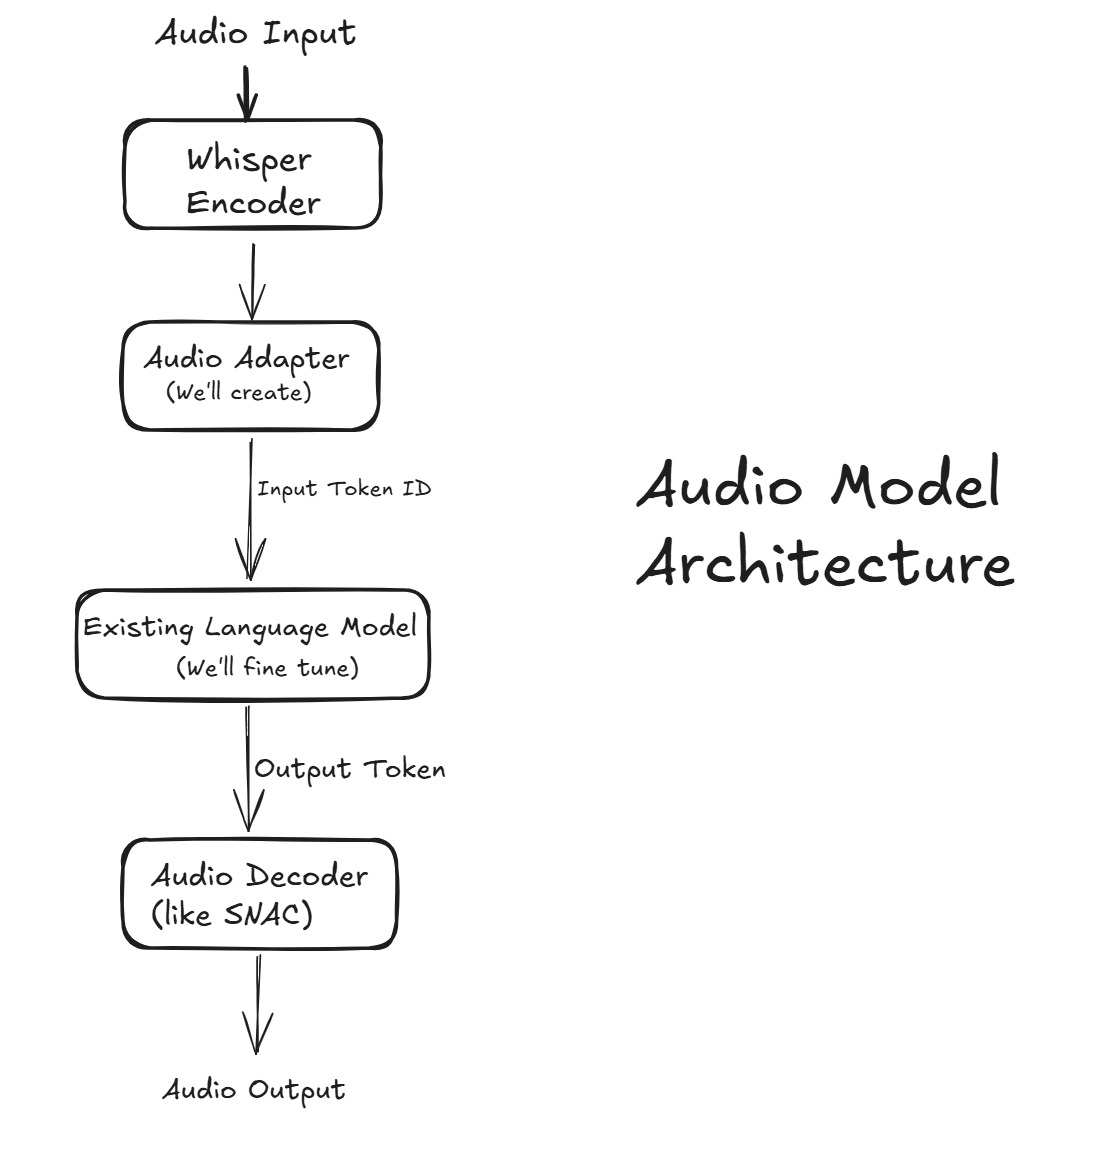 Audio Input
Whisper
Encoder
Audio Adapter
(We'll create)
Input Token ID
Existing Language Model
(We'll fine tune)
Output Token
Audio Decoder
(like SNAC)
Audio Output
Audio Model
Architecture